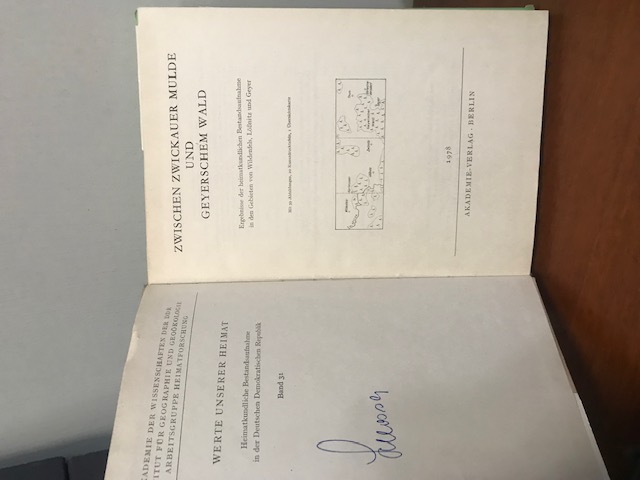 AKADEMIE DER WISSENSCHAFTEN DER DDR
INSTITUT FÜR GEOGRAPHIE UND GEOÖKOLOGIE
ARBEITSGRUPPE HEIMATFORSCHUNG
WERTE UNSERER HEIMAT
Heimatkundliche Bestandsaufnahme
in der Deutschen Demokratischen Republik
Band 31
ZWISCHEN ZWICKAUER MULDE
UND
GEYERSCHEM WALD
Ergebnisse der heimatkundlichen Bestandsaufnahme
in den Gebieten von Wildenfels, Lößnitz und Geyer
1978
AKADEMIE-VERLAG · BERLIN